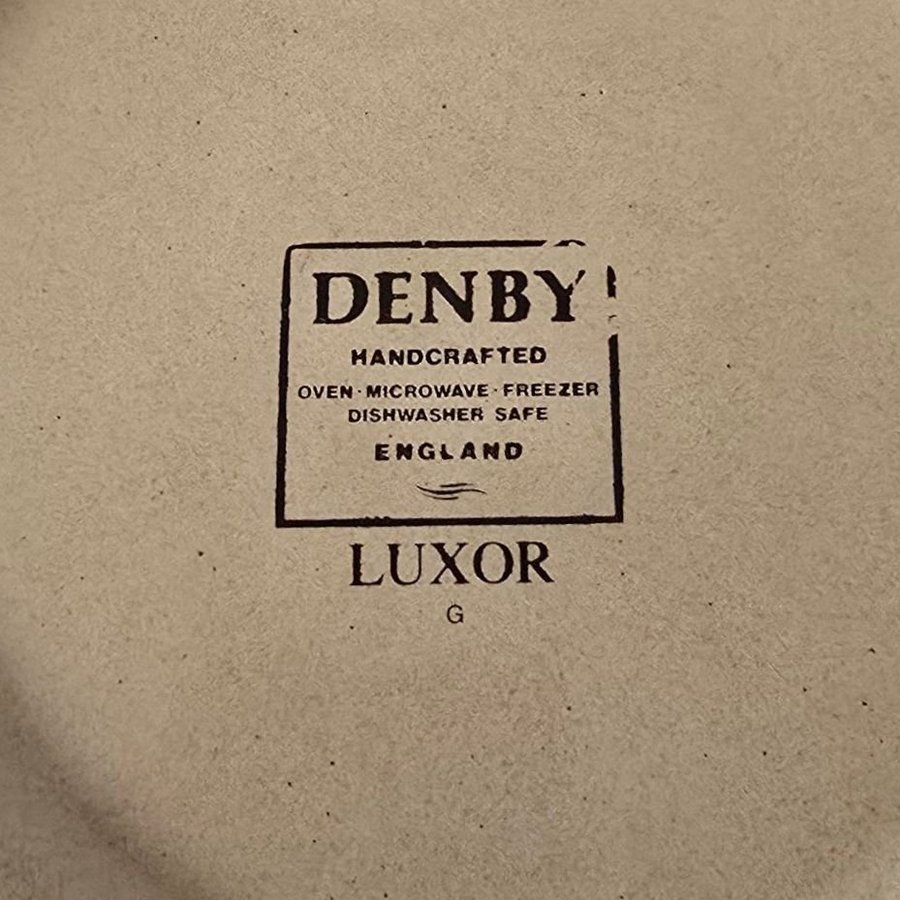 DENBY
HANDCRAFTED
OVEN · MICROWAVE · FREEZER
DISHWASHER SAFE
ENGLAND
LUXOR
G